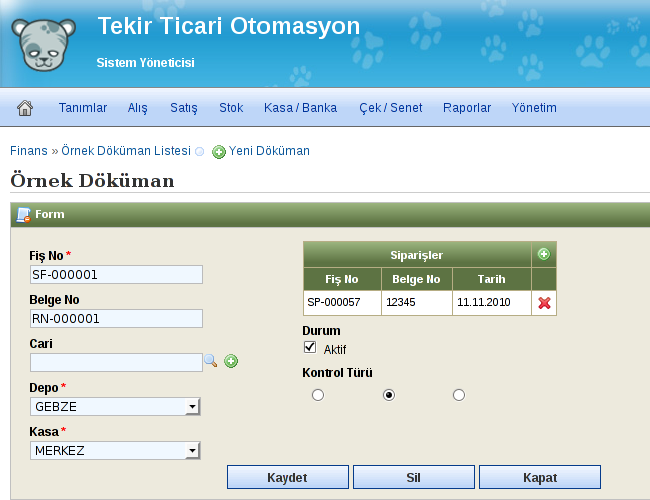 Tekir Ticari Otomasyon
Sistem Yöneticisi
Tanımlar Alış Satış Stok Kasa / Banka Çek / Senet Raporlar Yönetim
Finans » Örnek Döküman Listesi Yeni Döküman
Örnek Döküman
Form
Fiş No *
SF-000001
Belge No
RN-000001
Cari
Depo *
GEBZE
Kasa *
MERKEZ
Siparişler
Fiş No Belge No Tarih
SP-000057 12345 11.11.2010
Durum
Aktif
Kontrol Türü
Kaydet Sil Kapat